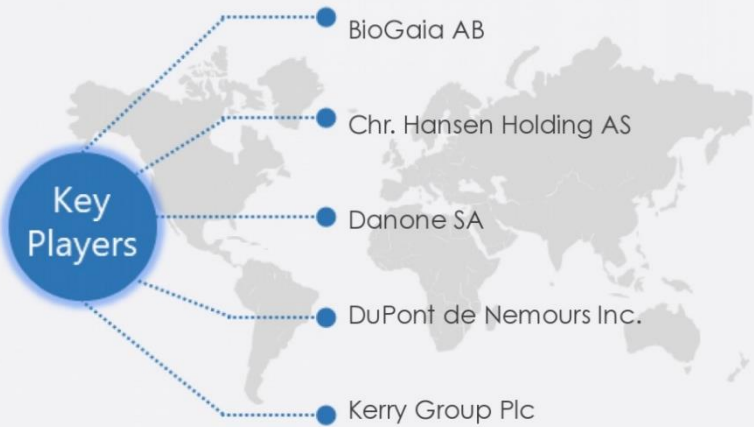 BioGaia AB
Chr. Hansen Holding AS
Key
Players
Danone SA
DuPont de Nemours Inc.
Kerry Group Plc